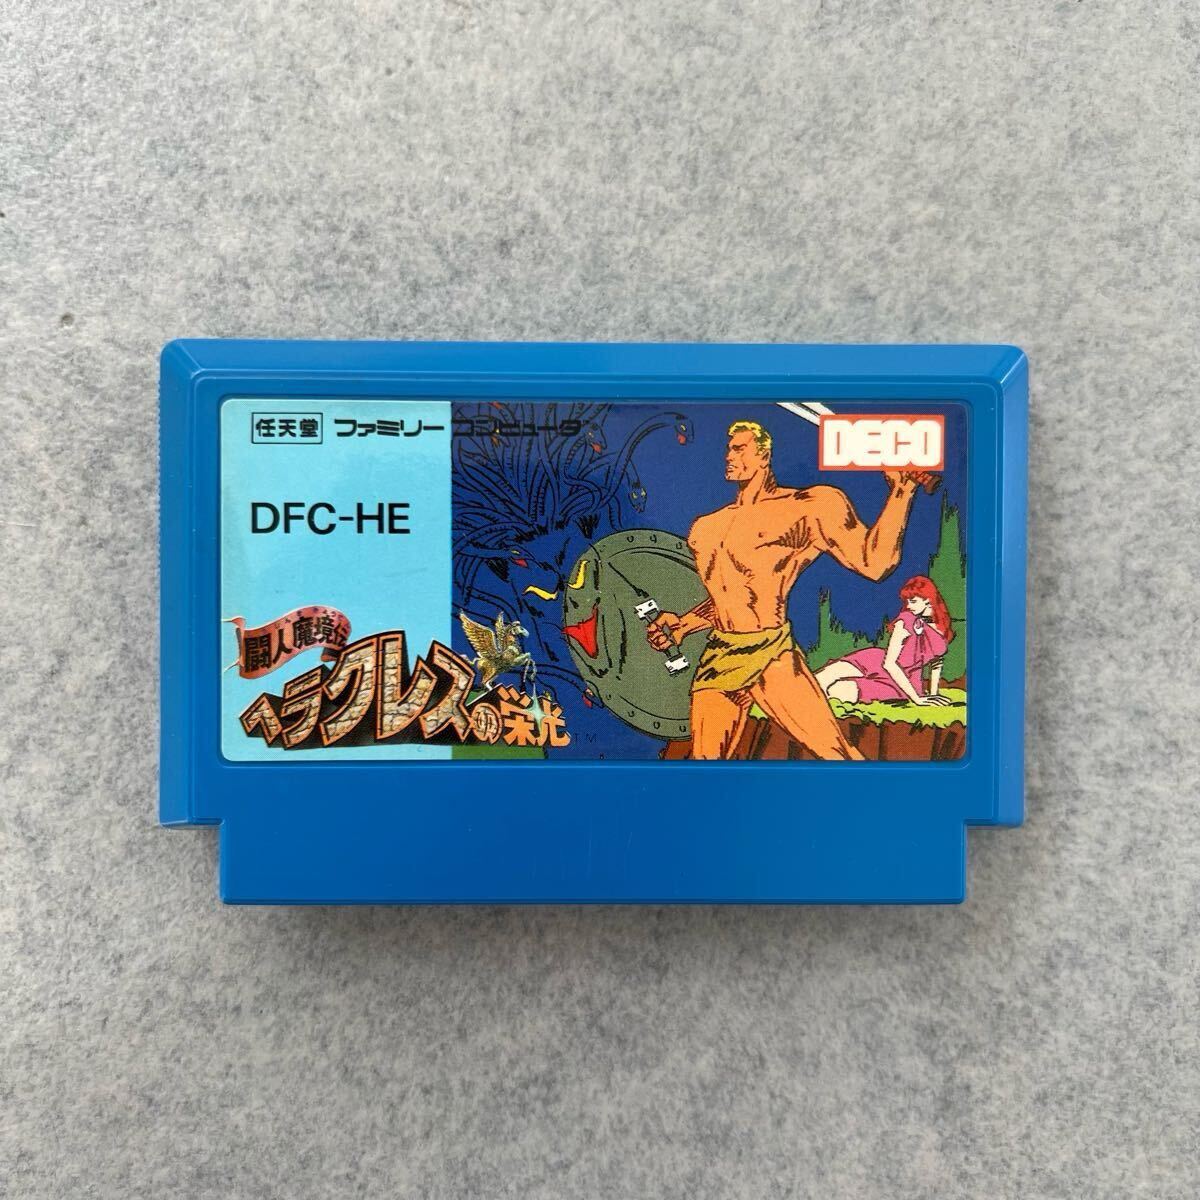 任天堂 ファミリーコンピュータ
DECO
DFC-HE
闘人魔境伝
ヘラクレスの栄光
TM